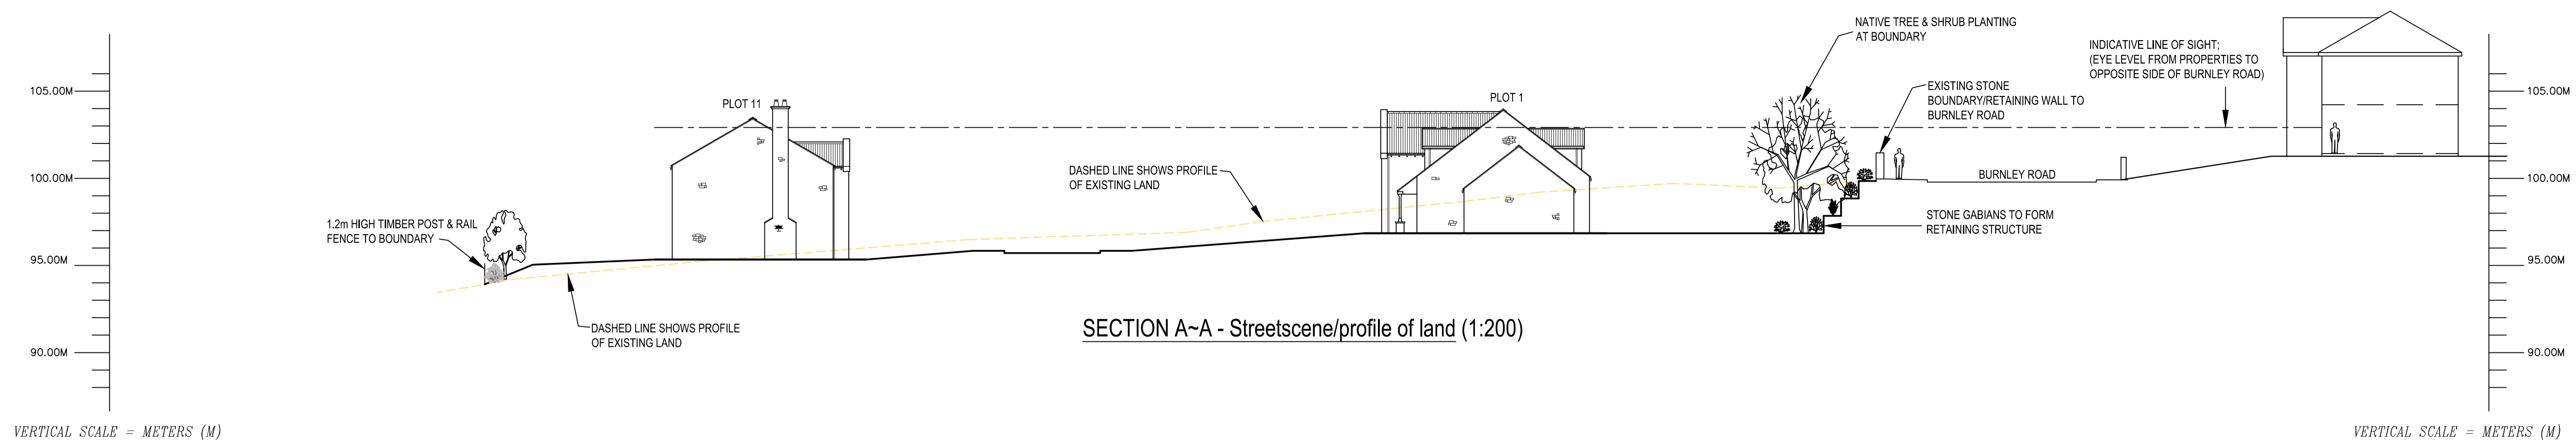 NATIVE TREE & SHRUB PLANTING
AT BOUNDARY
INDICATIVE LINE OF SIGHT;
(EYE LEVEL FROM PROPERTIES TO
OPPOSITE SIDE OF BURNLEY ROAD)
EXISTING STONE
BOUNDARY/RETAINING WALL TO
BURNLEY ROAD
105.00M
PLOT 11
PLOT 1
105.00M
DASHED LINE SHOWS PROFILE
OF EXISTING LAND
100.00M
BURNLEY ROAD
100.00M
1.2m HIGH TIMBER POST & RAIL
FENCE TO BOUNDARY
STONE GABIANS TO FORM
RETAINING STRUCTURE
95.00M
95.00M
DASHED LINE SHOWS PROFILE
OF EXISTING LAND
SECTION A~A - Streetscene/profile of land (1:200)
90.00M
90.00M
VERTICAL SCALE = METERS (M)
VERTICAL SCALE = METERS (M)